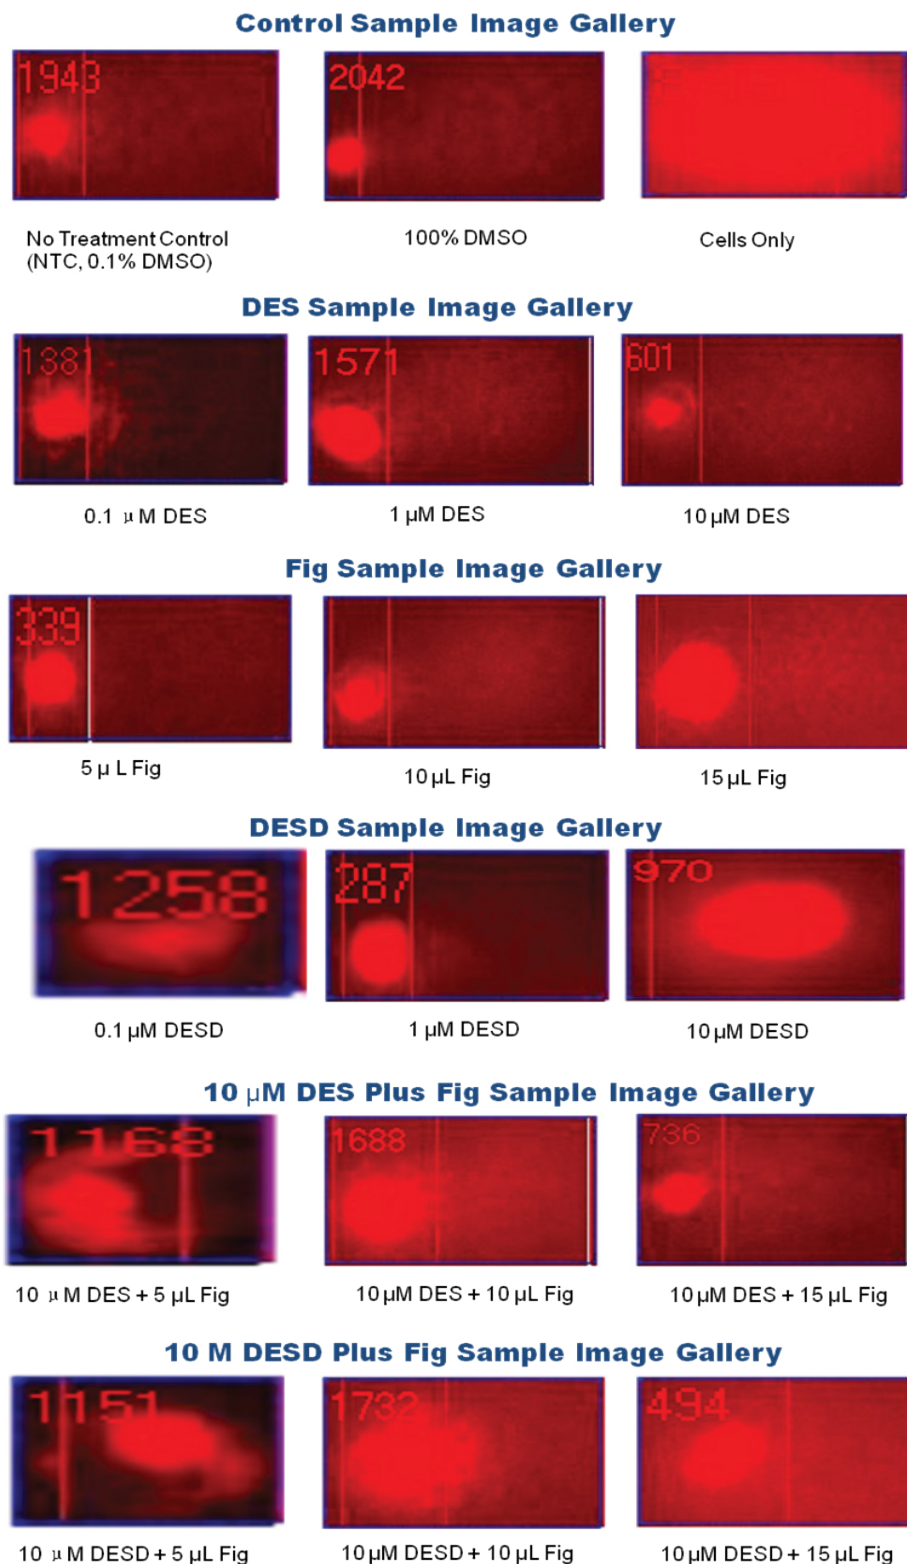 Control Sample Image Gallery
1943
2042
No Treatment Control
(NTC, 0.1% DMSO)
100% DMSO
Cells Only
DES Sample Image Gallery
1381
1571
601
0.1 μM DES
1 µM DES
10 µM DES
Fig Sample Image Gallery
339
5 μ L Fig
10 µL Fig
15 µL Fig
DESD Sample Image Gallery
1258
287
970
0.1 µM DESD
1 µM DESD
10 µM DESD
10 µM DES Plus Fig Sample Image Gallery
1168
1688
736
10 μM DES + 5 µL Fig
10 µM DES + 10 µL Fig
10 µM DES + 15 µL Fig
10 M DESD Plus Fig Sample Image Gallery
1151
1732
494
10 μM DESD + 5 µL Fig
10 µM DESD + 10 µL Fig
10 µM DESD + 15 µL Fig